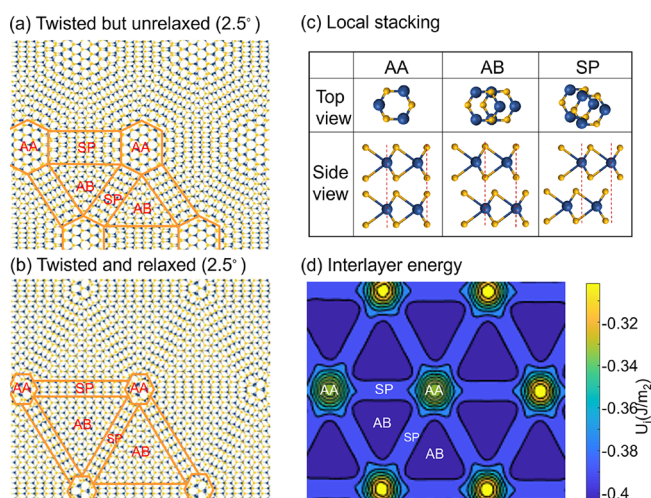 (a) Twisted but unrelaxed (2.5°)
AA SP AA
AB SP AB
(b) Twisted and relaxed (2.5°)
AA SP AA
AB SP AB
(c) Local stacking
AA AB SP
Top view
Side view
(d) Interlayer energy
AA SP AA
AB SP AB
-0.32
-0.34
-0.36
-0.38
-0.4
U_l(J/m_2)